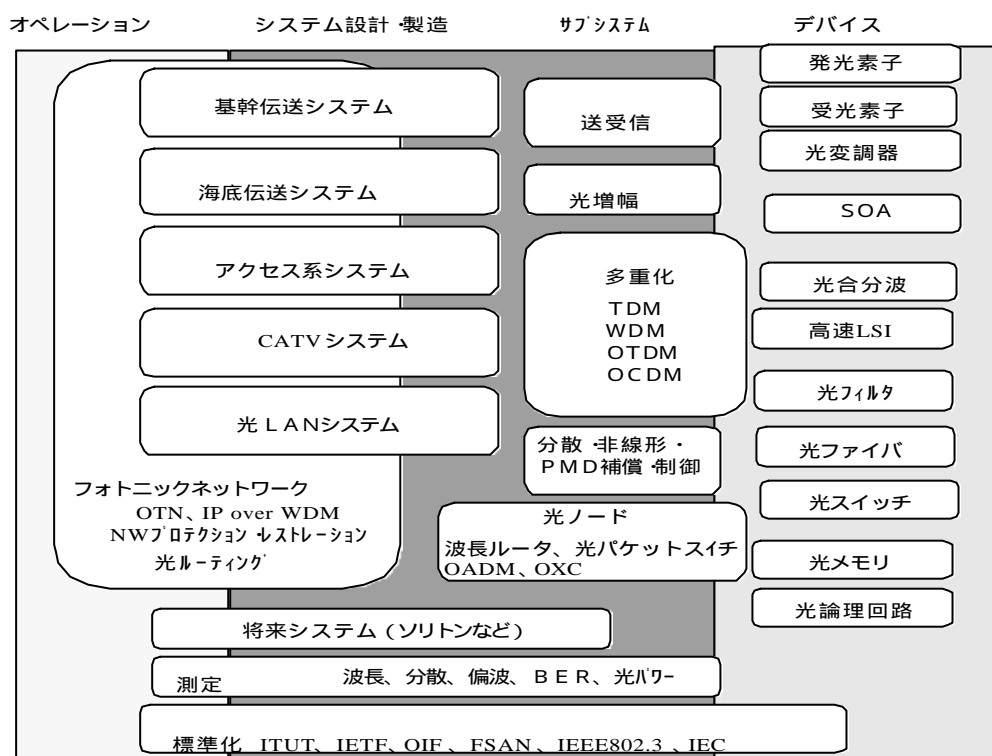 オペレーション
システム設計・製造
サブシステム
デバイス
基幹伝送システム
海底伝送システム
アクセス系システム
CATVシステム
光LANシステム
フォトニックネットワーク
OTN、IP over WDM
NWプロテクション・レストレーション
光ルーティング
送受信
光増幅
多重化
TDM
WDM
OTDM
OCDM
分散・非線形・
PMD補償・制御
光ノード
波長ルータ、光パケットスイチ
OADM、OXC
発光素子
受光素子
光変調器
SOA
光合分波
高速LSI
光フィルタ
光ファイバ
光スイッチ
光メモリ
光論理回路
将来システム(ソリトンなど)
測定 波長、分散、偏波、BER、光パワー
標準化 ITUT、IETF、OIF、FSAN、IEEE802.3、IEC